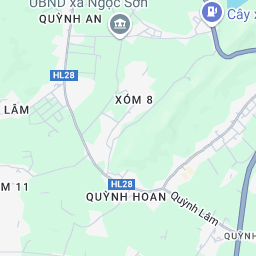 QUỲNH AN
UBND xã Ngọc Sơn
Cây x
HL28
XÓM 8
LÂM
HL28
M 11
QUỲNH HOAN
Quỳnh Lâm
QUỲNH